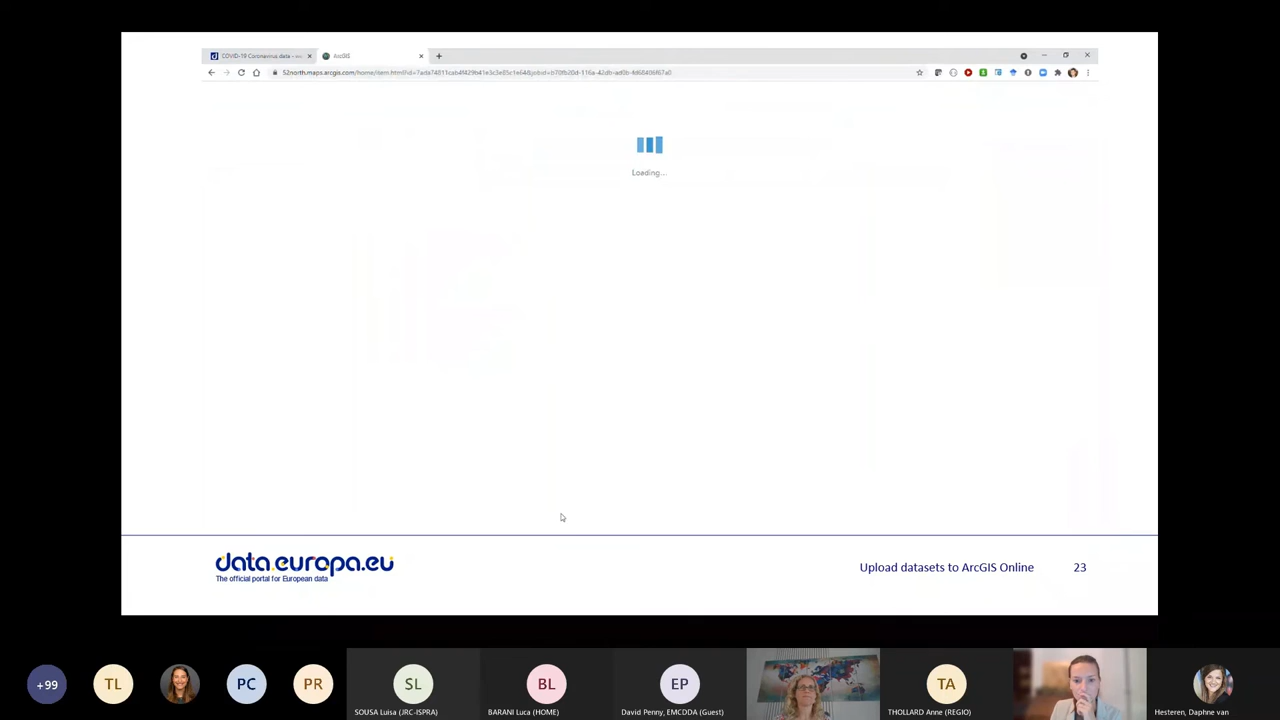 COVID-19 Coronavirus data - 
ArcGIS
Loading...
data.europa.eu
The official portal for European data
Upload datasets to ArcGIS Online
23
+99
TL
PC
PR
SL
SOUSA Luisa (JRC-ISPRA)
BL
BARANI Luca (HOME)
EP
David Penny, EMCDDA (Guest)
TA
THOLLARD Anne (REGIO)
Hesteren, Daphne van